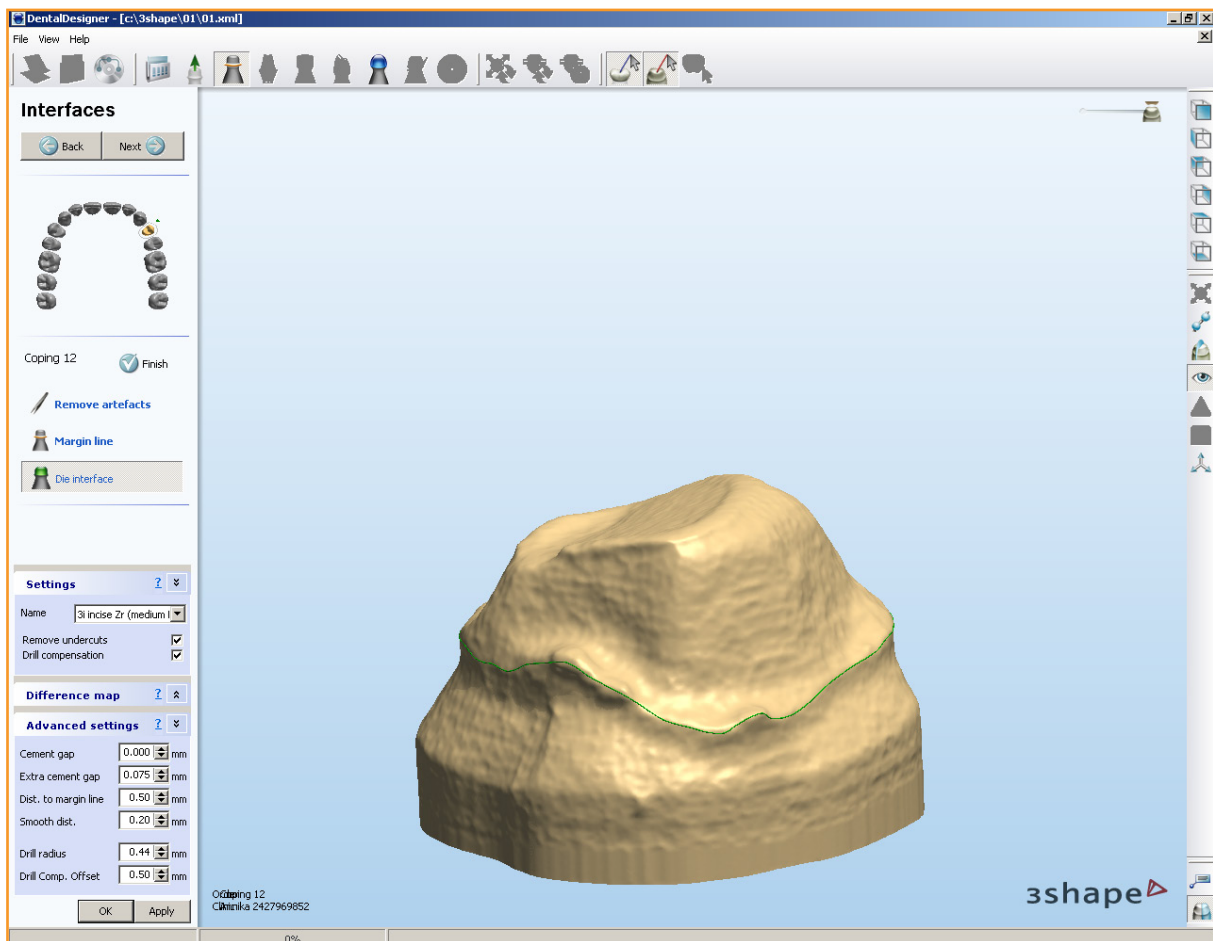 DentalDesigner - [c:\3shape\01\01.xml]
File View Help
Interfaces
Back Next
Coping 12 Finish
Remove artefacts
Margin line
Die interface
Settings ?
Name 3i incise Zr (medium
Remove undercuts
Drill compensation
Difference map ?
Advanced settings ?
Cement gap 0.000 mm
Extra cement gap 0.075 mm
Dist. to margin line 0.50 mm
Smooth dist. 0.20 mm
Drill radius 0.44 mm
Drill Comp. Offset 0.50 mm
OK Apply
12
2427969852
3shape
0%